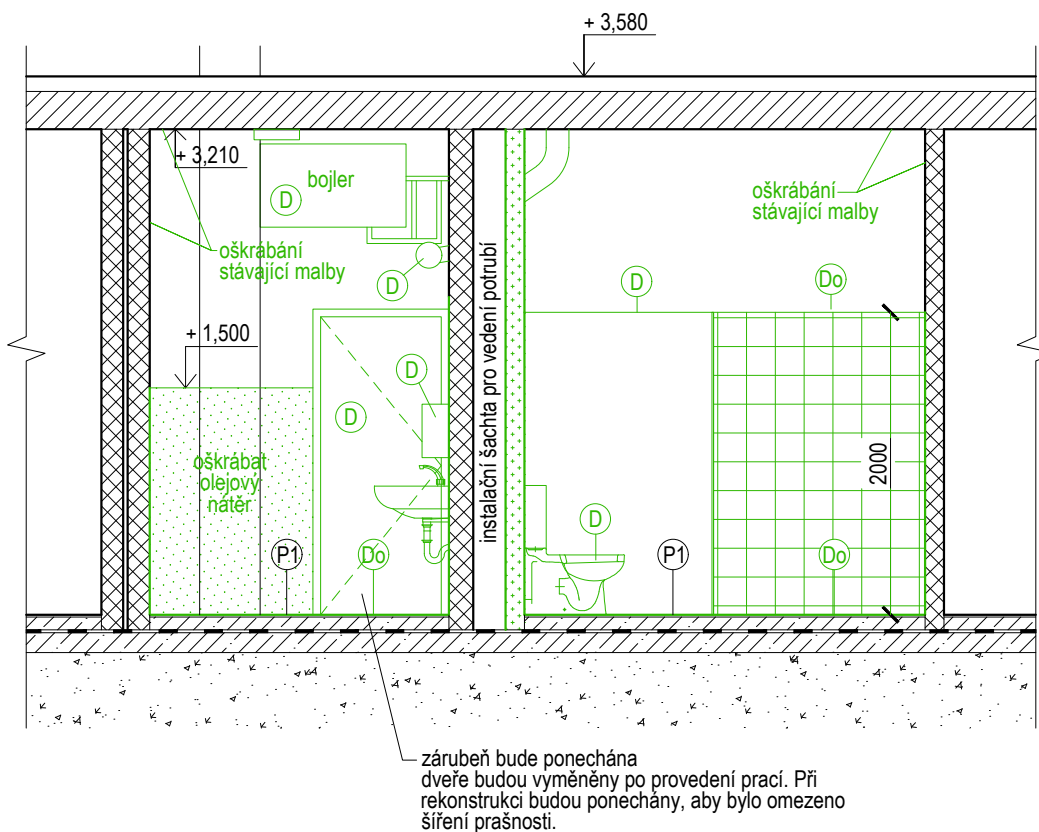 + 3,580
+ 3,210
bojler
D
oškrábání
stávající malby
D
oškrábání
stávající malby
D
Do
+ 1,500
D
D
instalační šachta pro vedení potrubí
2000
oškrábat
olejový
nátěr
D
P1
Do
P1
Do
zárubeň bude ponechána
dveře budou vyměněny po provedení prací. Při
rekonstrukci budou ponechány, aby bylo omezeno
šíření prašnosti.